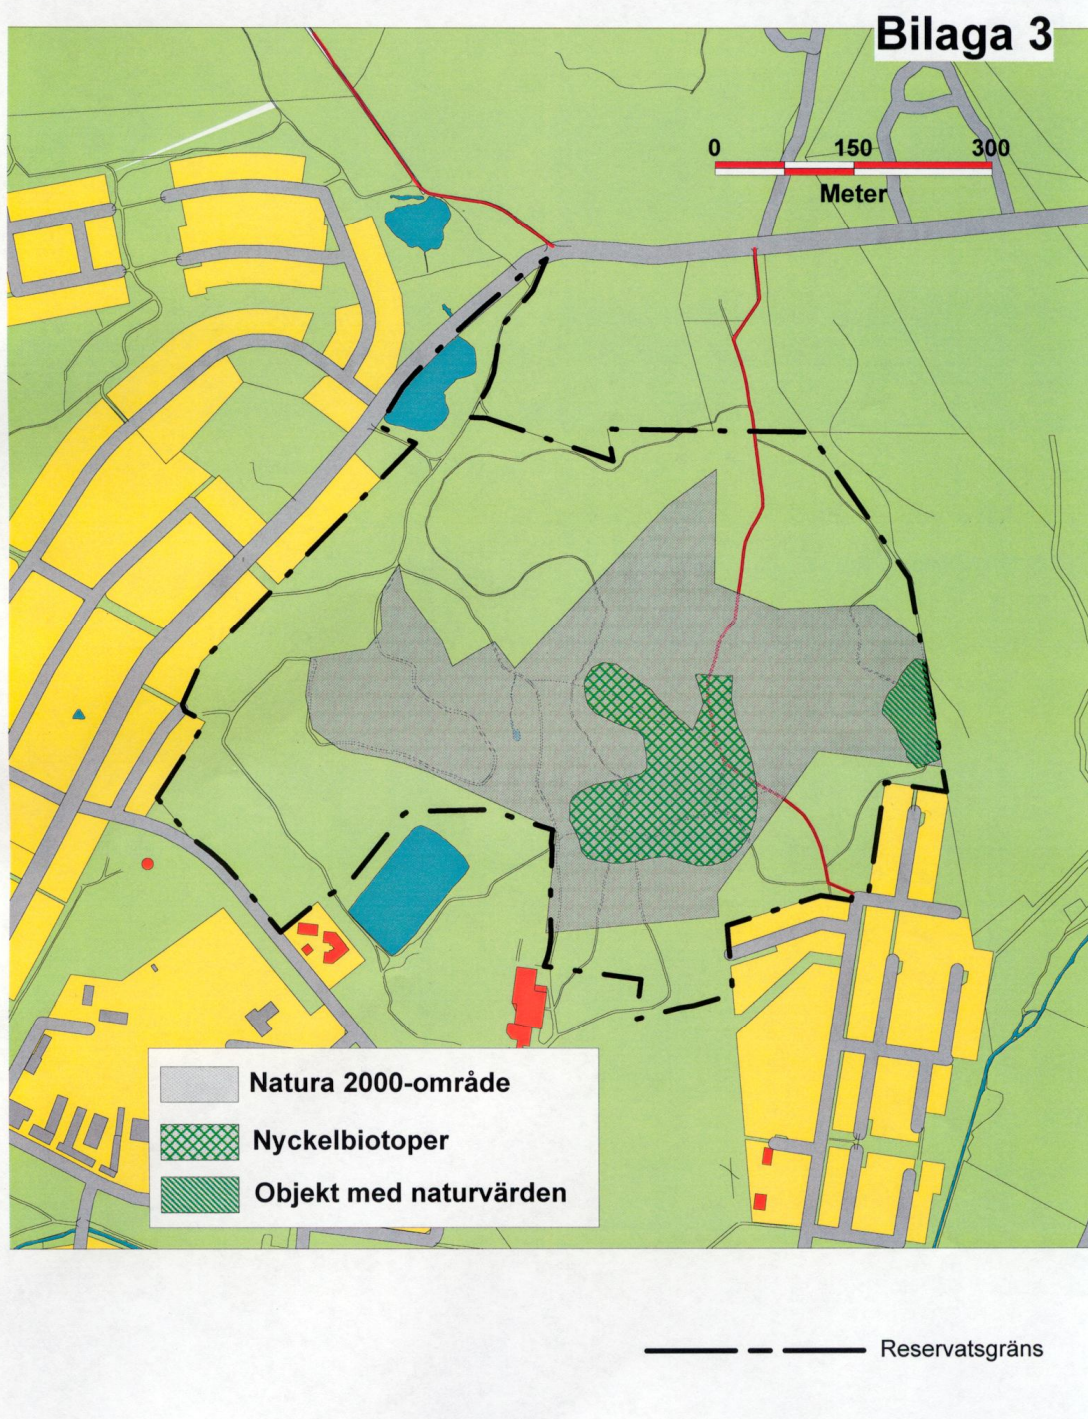 Bilaga 3
0 150 300
Meter
Natura 2000-område
Nyckelbiotoper
Objekt med naturvärden
Reservatsgräns